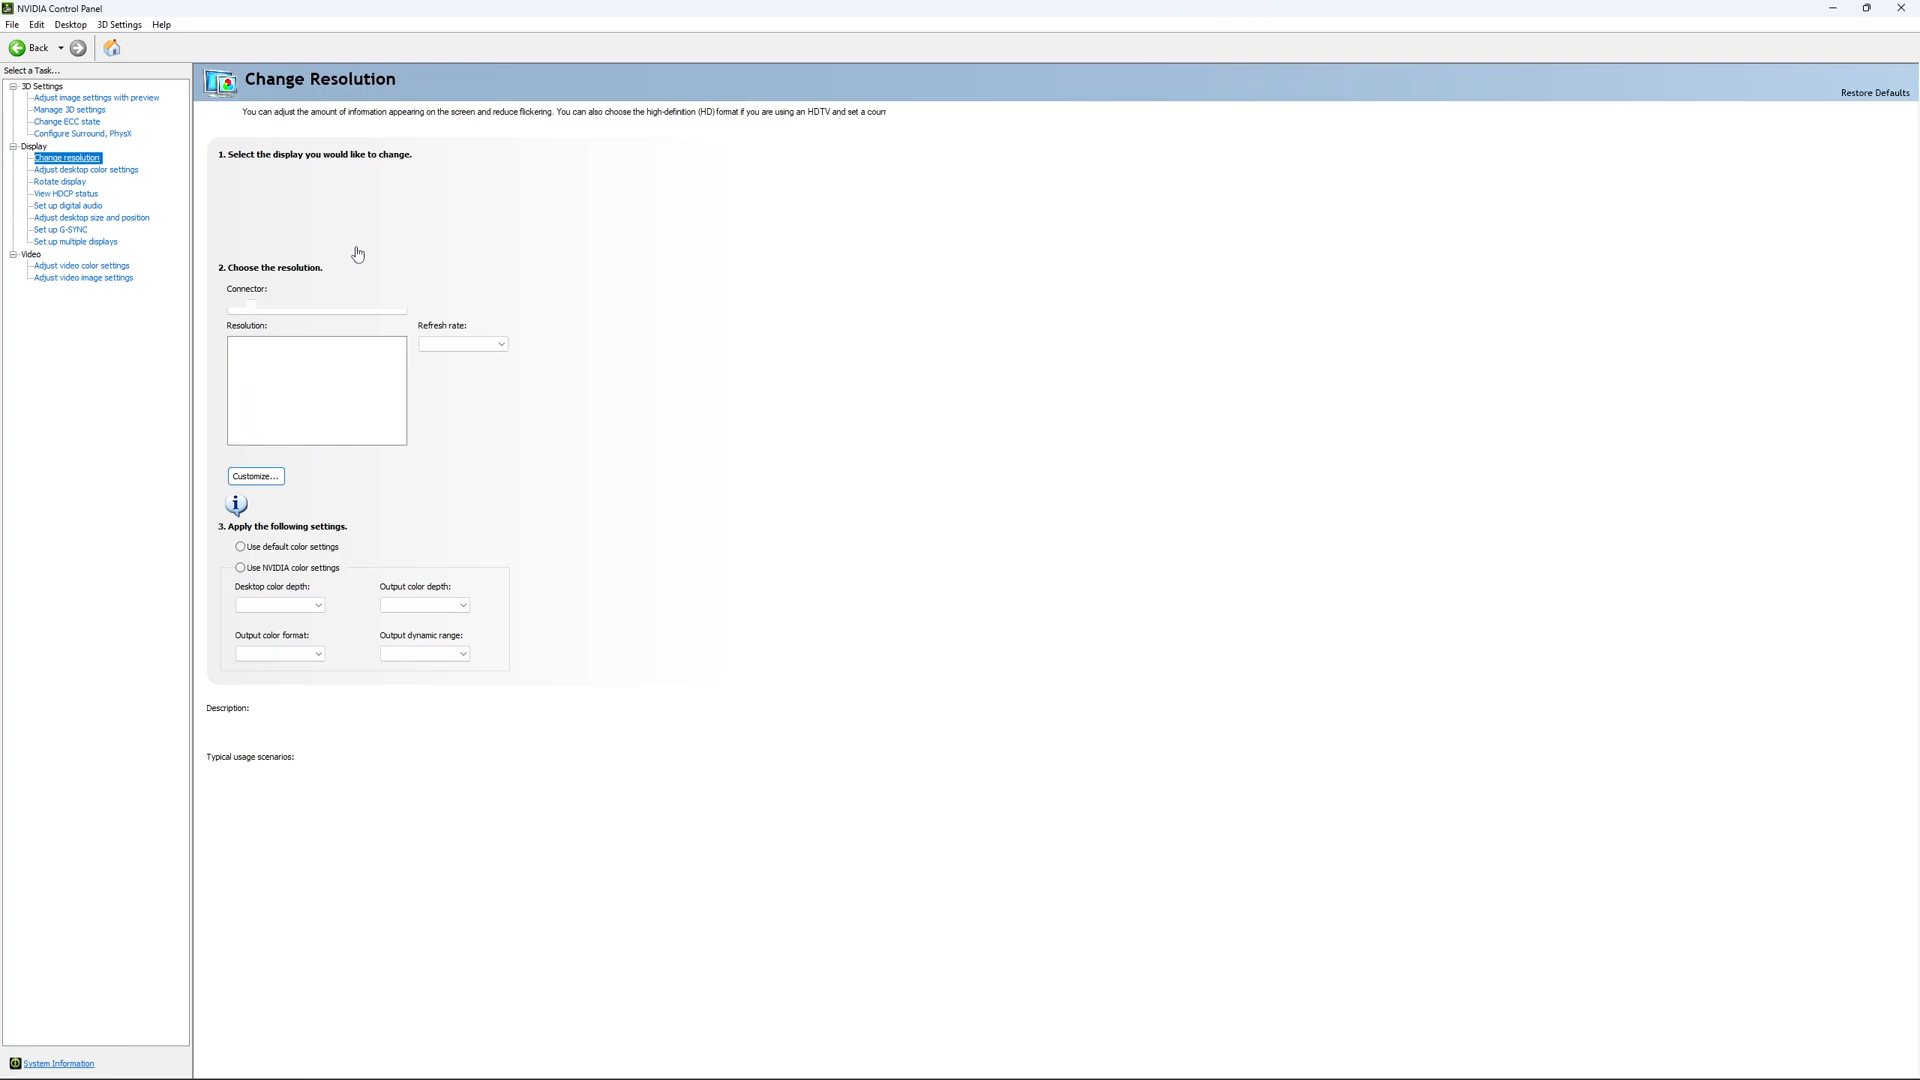 NVIDIA Control Panel
File Edit Desktop 3D Settings Help
Back
Select a Task...
3D Settings
Adjust image settings with preview
Manage 3D settings
Change ECC state
Configure Surround, PhysX
Display
Change resolution
Adjust desktop color settings
Rotate display
View HDCP status
Set up digital audio
Adjust desktop size and position
Set up G-SYNC
Set up multiple displays
Video
Adjust video color settings
Adjust video image settings
System Information
Change Resolution
Restore Defaults
You can adjust the amount of information appearing on the screen and reduce flickering. You can also choose the high-definition (HD) format if you are using an HDTV and set a coun
1. Select the display you would like to change.
2. Choose the resolution.
Connector:
Resolution: Refresh rate:
Customize...
3. Apply the following settings.
Use default color settings
Use NVIDIA color settings
Desktop color depth: Output color depth:
Output color format: Output dynamic range:
Description:
Typical usage scenarios: